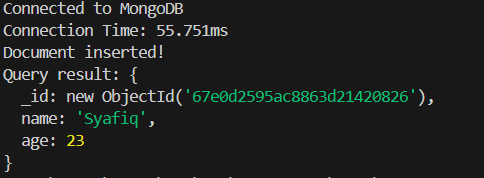 Connected to MongoDB
Connection Time: 55.751ms
Document inserted!
Query result: {
  _id: new ObjectId('67e0d2595ac8863d21420826'),
  name: 'Syafiq',
  age: 23
}